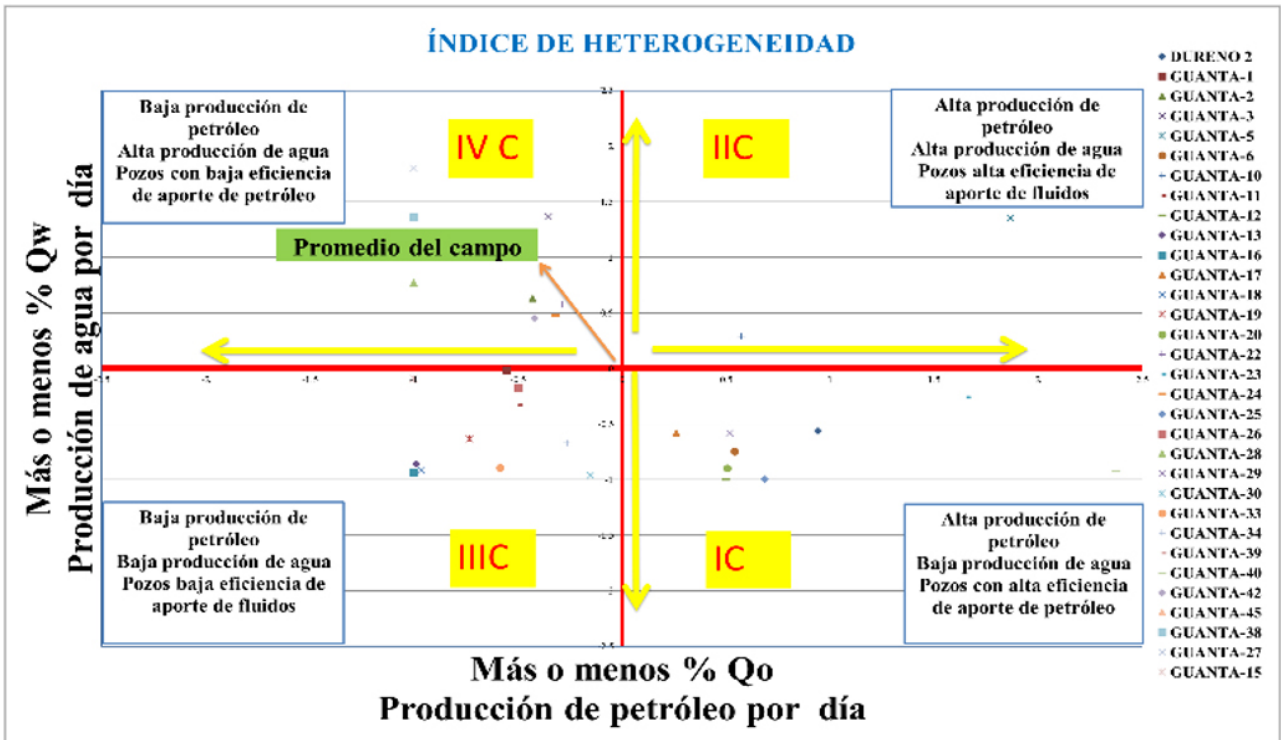 ÍNDICE DE HETEROGENEIDAD
Baja producción de
petróleo
Alta producción de agua
Pozos con baja eficiencia
de aporte de petróleo
IV C
IIC
Alta producción de
petróleo
Alta producción de agua
Pozos alta eficiencia de
aporte de fluidos
Promedio del campo
Más o menos % Qw
Producción de agua por día
Baja producción de
petróleo
Baja producción de agua
Pozos baja eficiencia de
aporte de fluidos
IIIC
IC
Alta producción de
petróleo
Baja producción de agua
Pozos con alta eficiencia
de aporte de petróleo
Más o menos % Qo
Producción de petróleo por día
DURENO 2
GUANTA-1
GUANTA-2
GUANTA-3
GUANTA-5
GUANTA-6
GUANTA-10
GUANTA-11
GUANTA-12
GUANTA-13
GUANTA-16
GUANTA-17
GUANTA-18
GUANTA-19
GUANTA-20
GUANTA-22
GUANTA-23
GUANTA-24
GUANTA-25
GUANTA-26
GUANTA-28
GUANTA-29
GUANTA-30
GUANTA-33
GUANTA-34
GUANTA-39
GUANTA-40
GUANTA-42
GUANTA-45
GUANTA-38
GUANTA-27
GUANTA-15